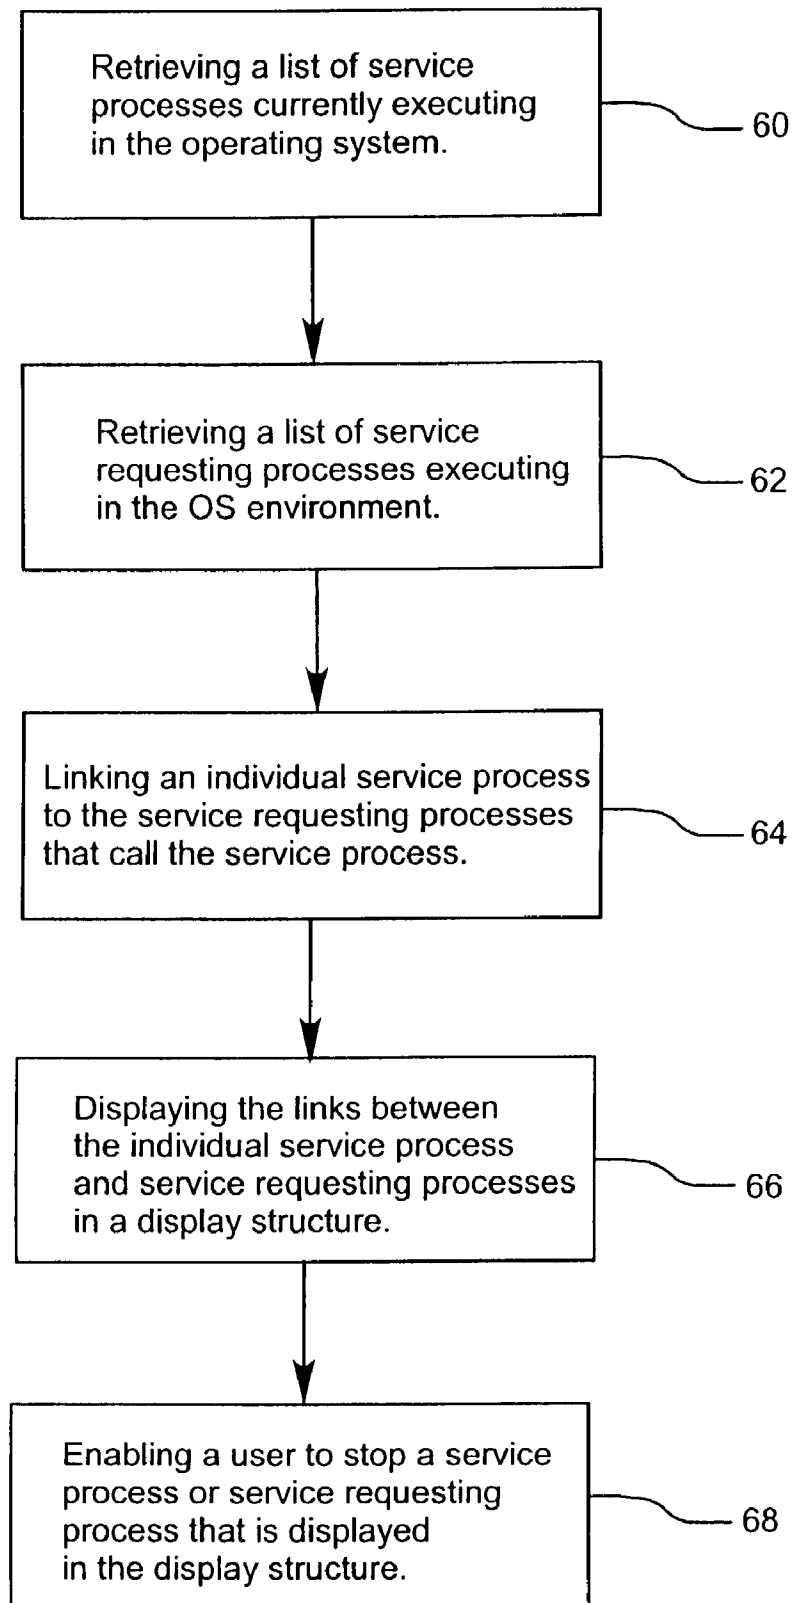 Retrieving a list of service
processes currently executing
in the operating system.
60
Retrieving a list of service
requesting processes executing
in the OS environment.
62
Linking an individual service process
to the service requesting processes
that call the service process.
64
Displaying the links between
the individual service process
and service requesting processes
in a display structure.
66
Enabling a user to stop a service
process or service requesting
process that is displayed
in the display structure.
68